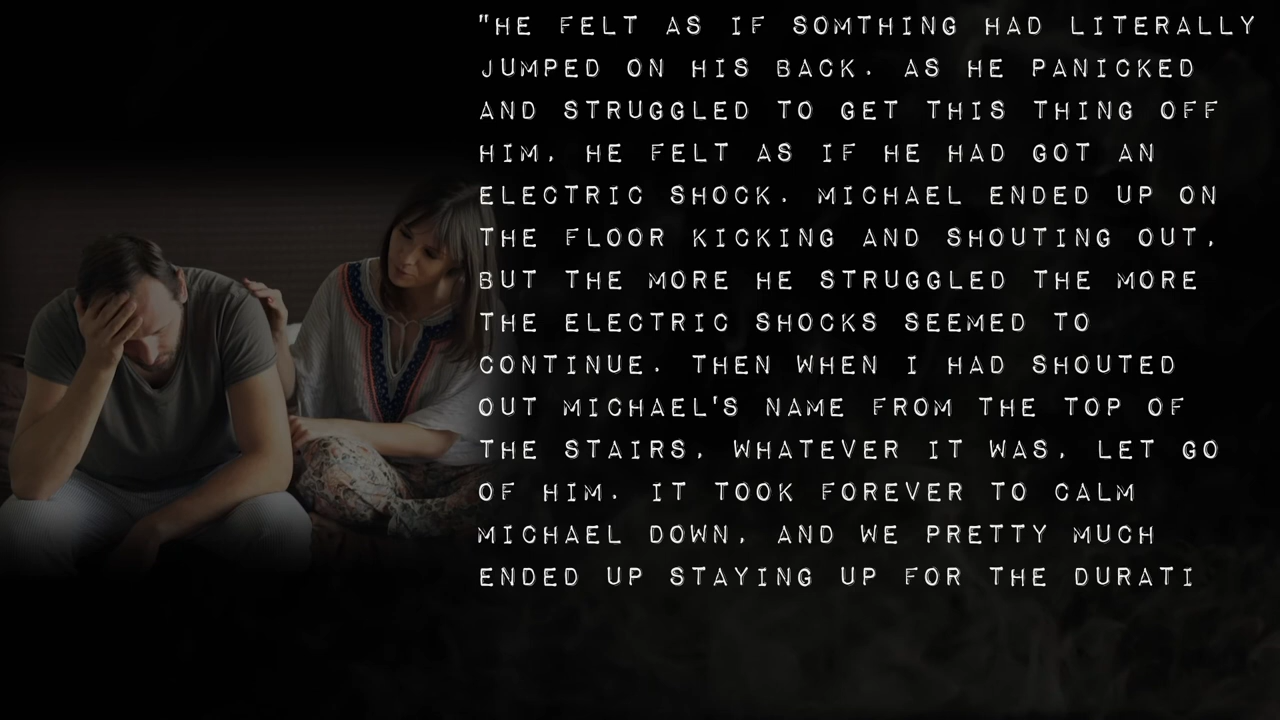 "HE FELT AS IF SOMTHING HAD LITERALLY
JUMPED ON HIS BACK. AS HE PANICKED
AND STRUGGLED TO GET THIS THING OFF
HIM, HE FELT AS IF HE HAD GOT AN
ELECTRIC SHOCK. MICHAEL ENDED UP ON
THE FLOOR KICKING AND SHOUTING OUT,
BUT THE MORE HE STRUGGLED THE MORE
THE ELECTRIC SHOCKS SEEMED TO
CONTINUE. THEN WHEN I HAD SHOUTED
OUT MICHAEL'S NAME FROM THE TOP OF
THE STAIRS, WHATEVER IT WAS, LET GO
OF HIM. IT TOOK FOREVER TO CALM
MICHAEL DOWN, AND WE PRETTY MUCH
ENDED UP STAYING UP FOR THE DURATI